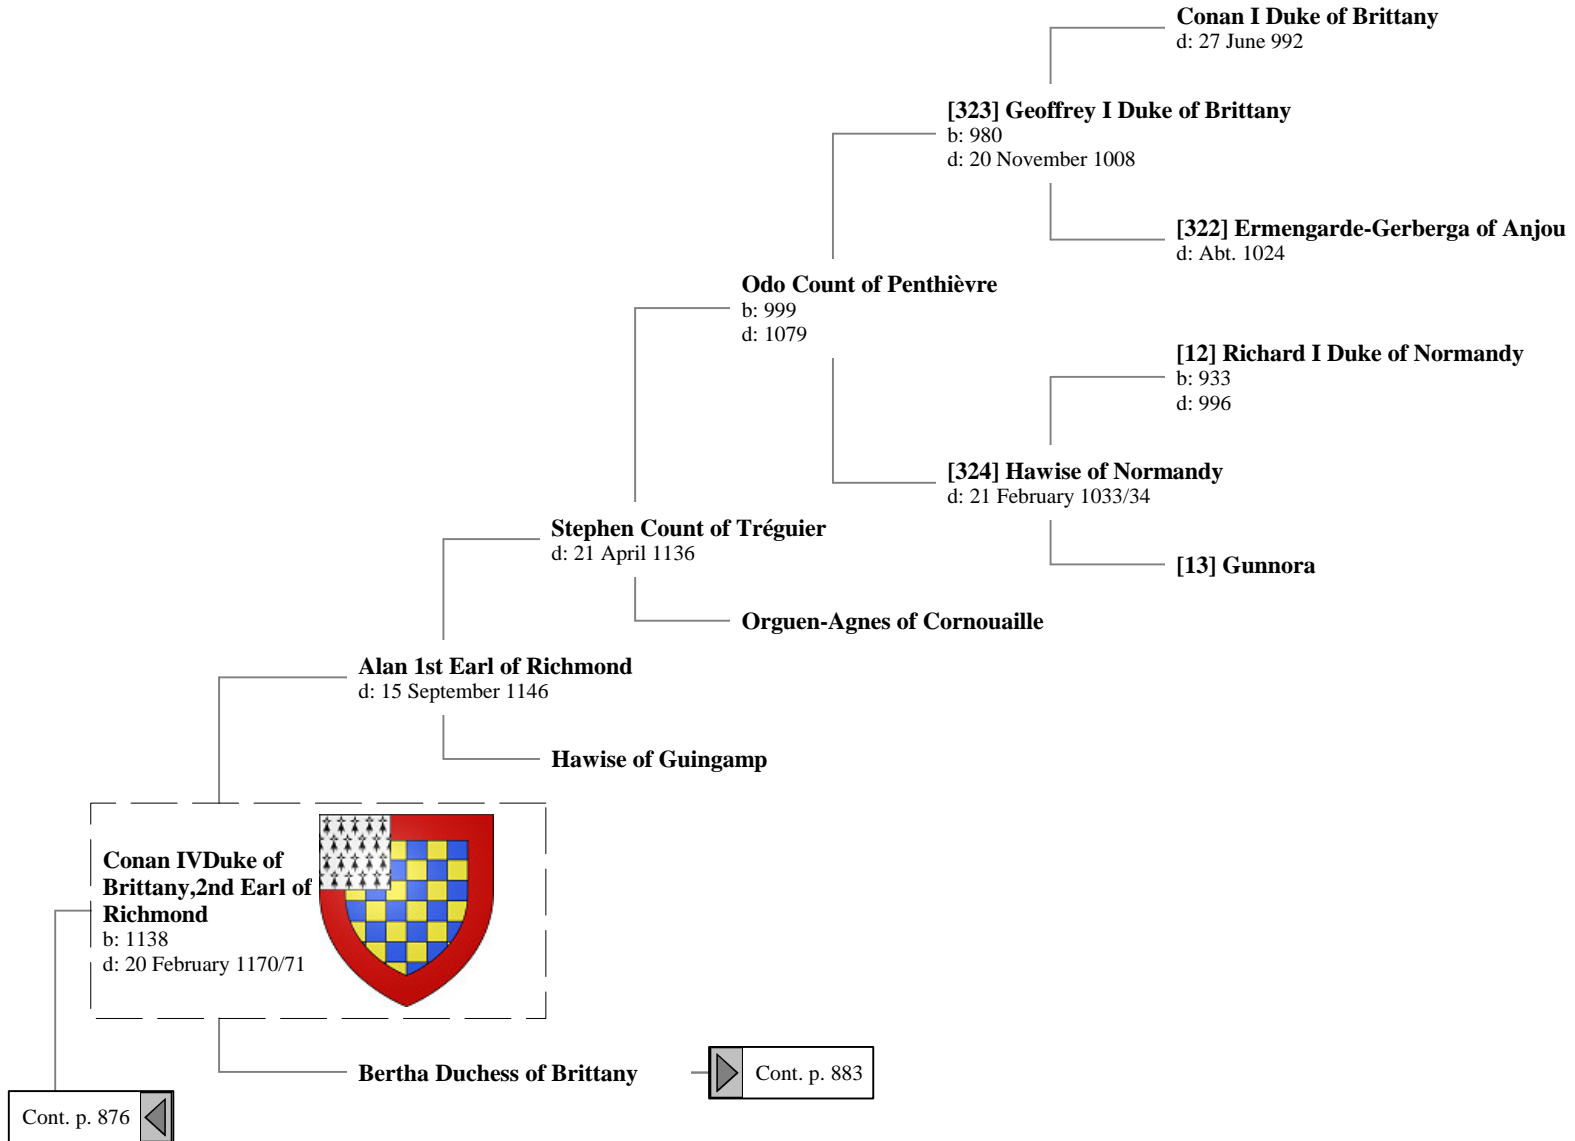 Conan I Duke of Brittany
d: 27 June 992
[323] Geoffrey I Duke of Brittany
b: 980
d: 20 November 1008
[322] Ermengarde-Gerberga of Anjou
d: Abt. 1024
Odo Count of Penthièvre
b: 999
d: 1079
[12] Richard I Duke of Normandy
b: 933
d: 996
[324] Hawise of Normandy
d: 21 February 1033/34
Stephen Count of Tréguier
d: 21 April 1136
[13] Gunnora
Orguen-Agnes of Cornouaille
Alan 1st Earl of Richmond
d: 15 September 1146
Hawise of Guingamp
Conan IVDuke of
Brittany,2nd Earl of
Richmond
b: 1138
d: 20 February 1170/71
Bertha Duchess of Brittany
Cont. p. 883
Cont. p. 876